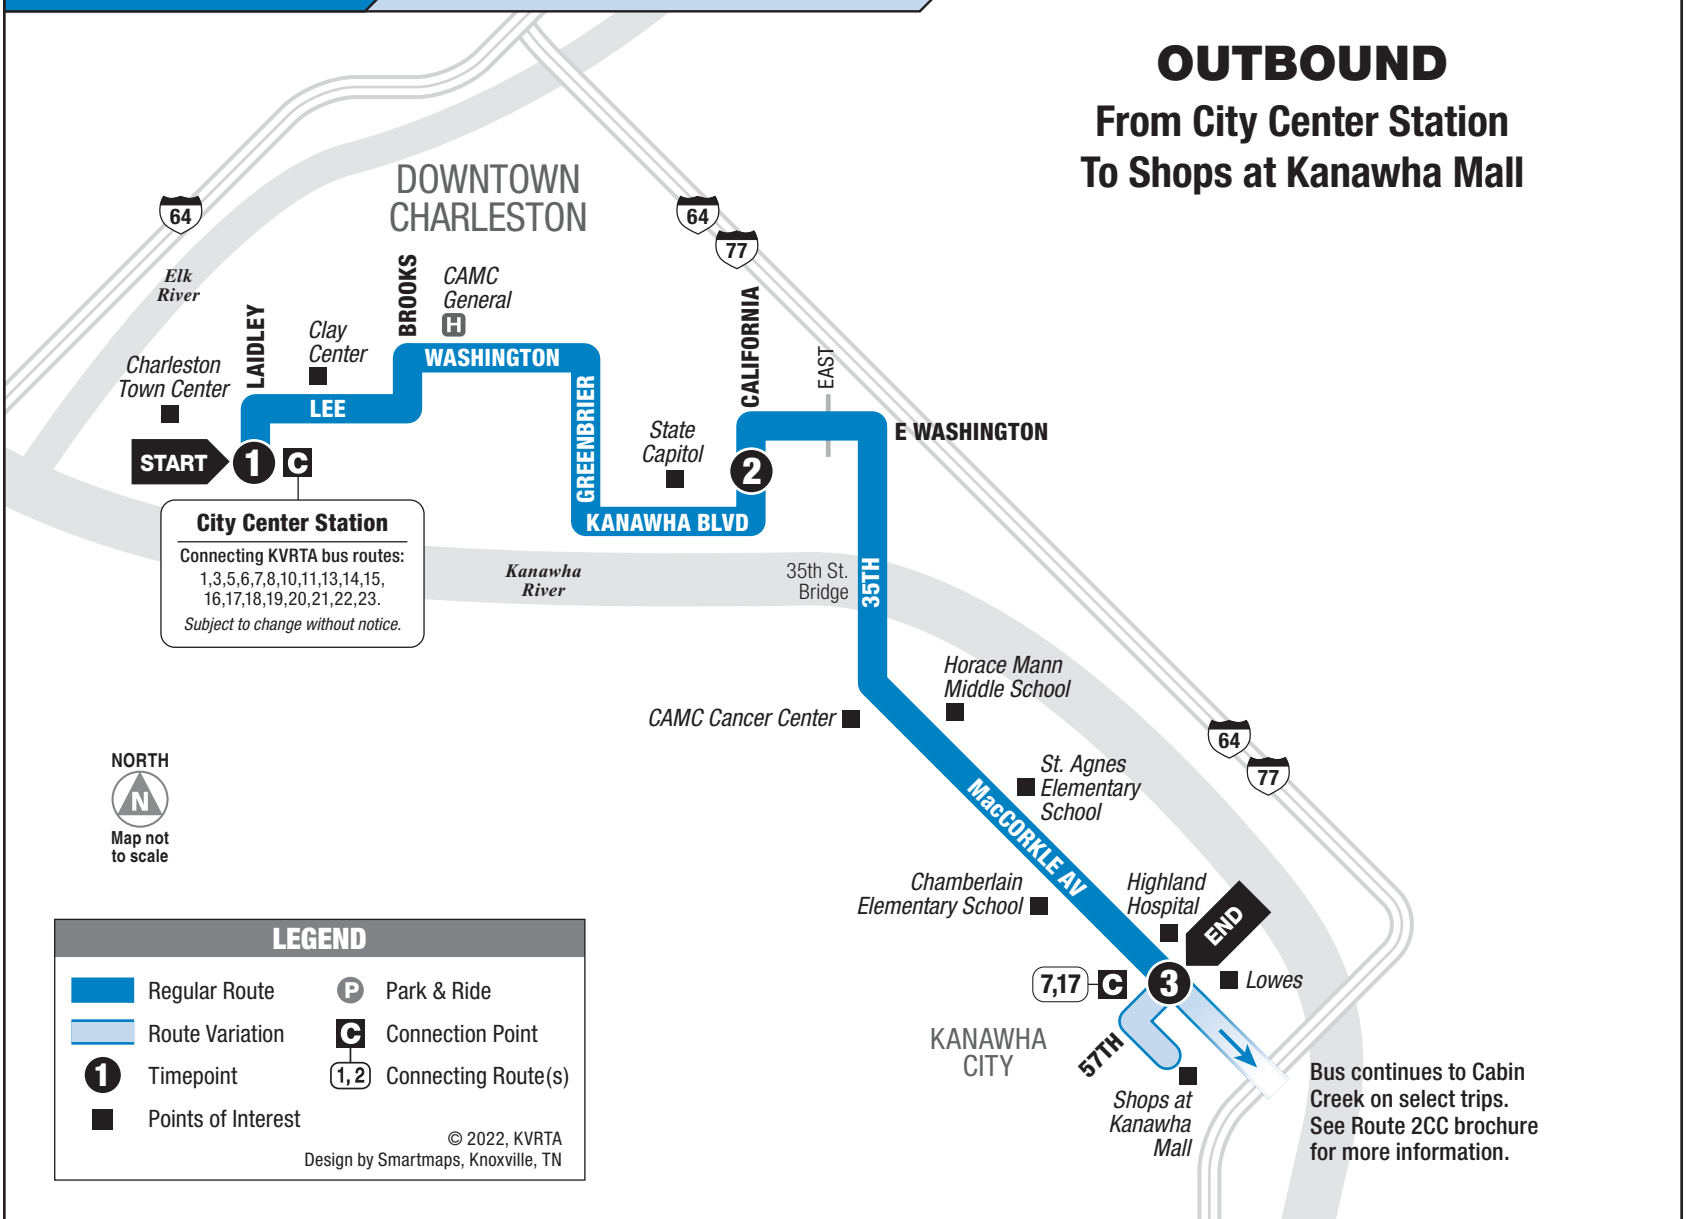 OUTBOUND
From City Center Station
To Shops at Kanawha Mall
DOWNTOWN
CHARLESTON
64
64
77
Elk
River
LAIDLEY
Clay
Center
BROOKS
CAMC
General
H
CALIFORNIA
EAST
Charleston
Town Center
WASHINGTON
LEE
GREENBRIER
State
Capitol
E WASHINGTON
START
1
C
2
KANAWHA BLVD
City Center Station
Connecting KVRTA bus routes:
1,3,5,6,7,8,10,11,13,14,15,
16,17,18,19,20,21,22,23.
Subject to change without notice.
Kanawha
River
35th St.
Bridge
35TH
Horace Mann
Middle School
CAMC Cancer Center
64
77
NORTH
N
Map not
to scale
St. Agnes
Elementary
School
MacCORKLE AV
Chamberlain
Elementary School
Highland
Hospital
END
7,17
C
3
Lowes
KANAWHA
CITY
57TH
Shops at
Kanawha
Mall
Bus continues to Cabin
Creek on select trips.
See Route 2CC brochure
for more information.
LEGEND
Regular Route
P
Park & Ride
Route Variation
C
Connection Point
1
Timepoint
1, 2
Connecting Route(s)
Points of Interest
© 2022, KVRTA
Design by Smartmaps, Knoxville, TN